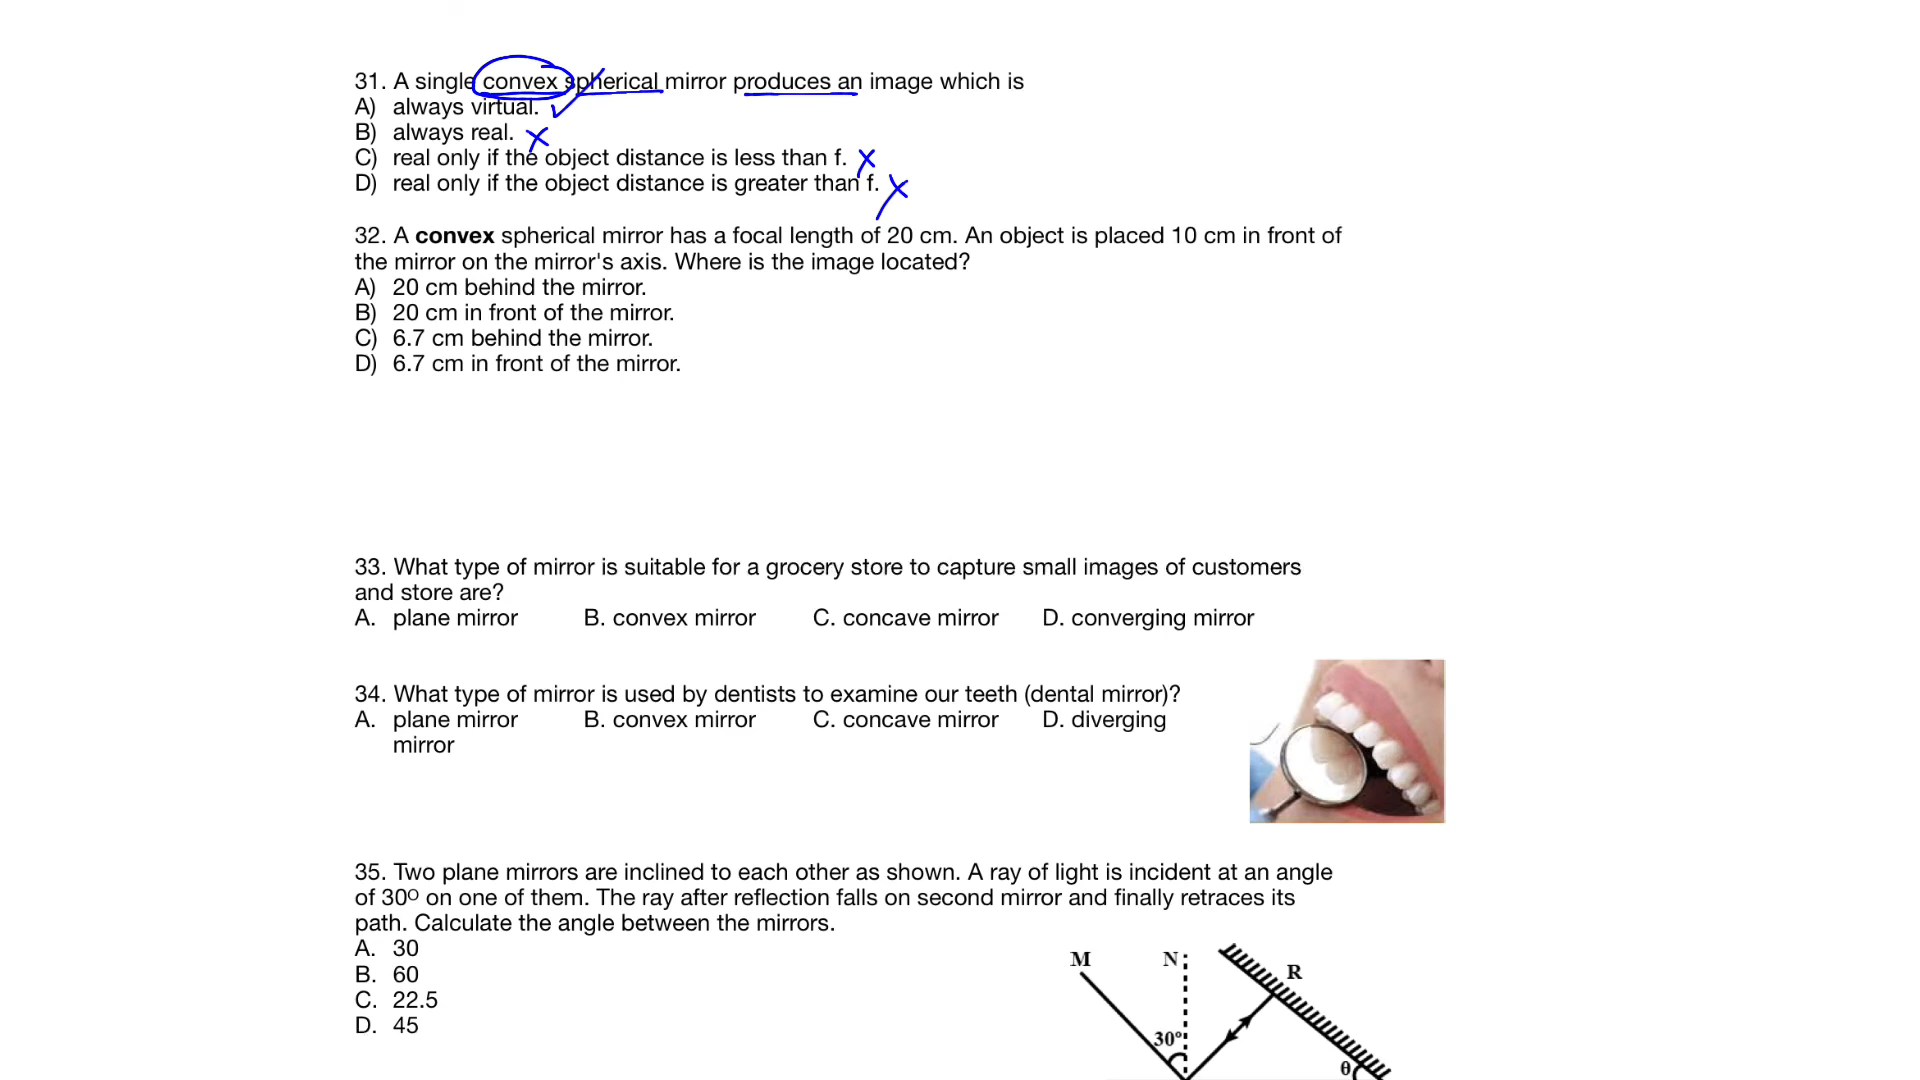 31. A single convex spherical mirror produces an image which is
A) always virtual.
B) always real.
C) real only if the object distance is less than f.
D) real only if the object distance is greater than f.
32. A convex spherical mirror has a focal length of 20 cm. An object is placed 10 cm in front of
the mirror on the mirror's axis. Where is the image located?
A) 20 cm behind the mirror.
B) 20 cm in front of the mirror.
C) 6.7 cm behind the mirror.
D) 6.7 cm in front of the mirror.
33. What type of mirror is suitable for a grocery store to capture small images of customers
and store are?
A. plane mirror B. convex mirror C. concave mirror D. converging mirror
34. What type of mirror is used by dentists to examine our teeth (dental mirror)?
A. plane mirror B. convex mirror C. concave mirror D. diverging
mirror
35. Two plane mirrors are inclined to each other as shown. A ray of light is incident at an angle
of 30º on one of them. The ray after reflection falls on second mirror and finally retraces its
path. Calculate the angle between the mirrors.
A. 30
B. 60
C. 22.5
D. 45
M N R
30º
θ